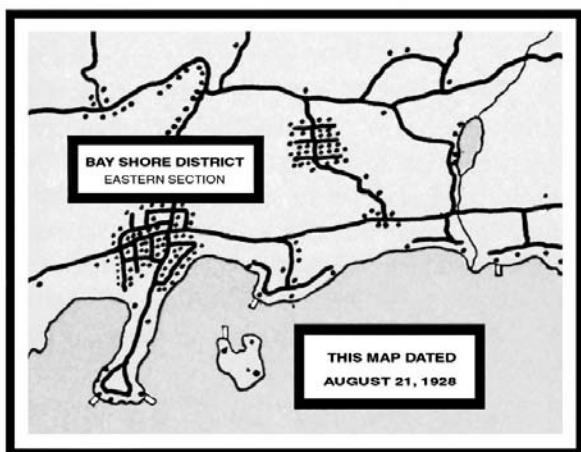 BAY SHORE DISTRICT
EASTERN SECTION
THIS MAP DATED
AUGUST 21, 1928